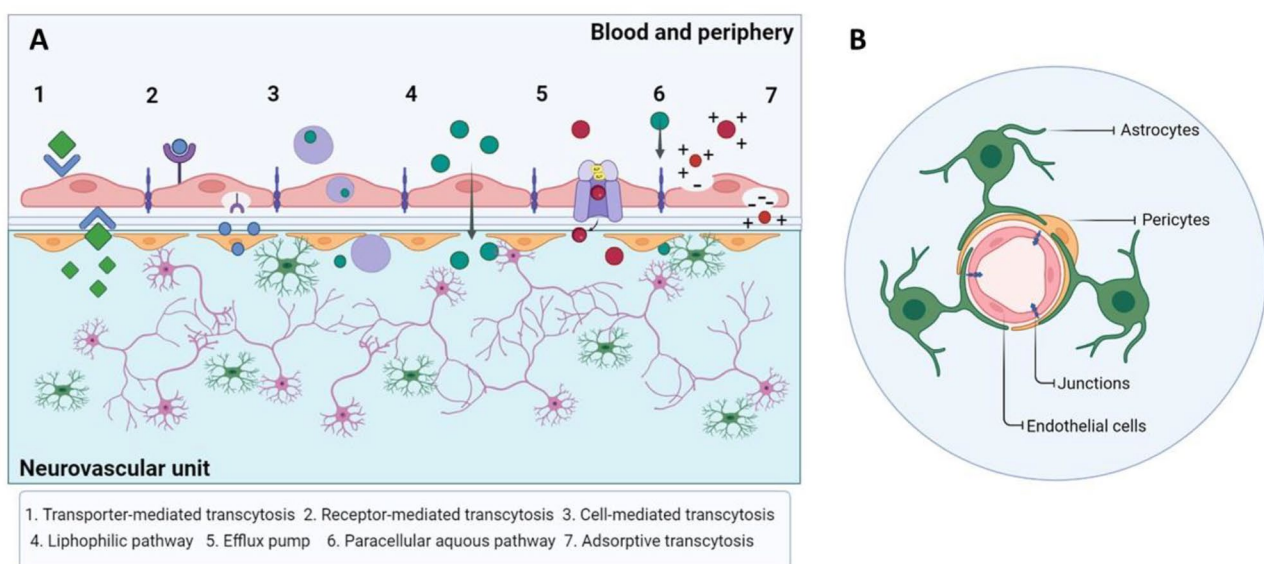 A
Blood and periphery
1 2 3 4 5 6 7
+ +
+
+ +
+
-
- - -
- -
+ +
Neurovascular unit
1. Transporter-mediated transcytosis 2. Receptor-mediated transcytosis 3. Cell-mediated transcytosis
4. Liphophilic pathway 5. Efflux pump 6. Paracellular aquous pathway 7. Adsorptive transcytosis
B
Astrocytes
Pericytes
Junctions
Endothelial cells